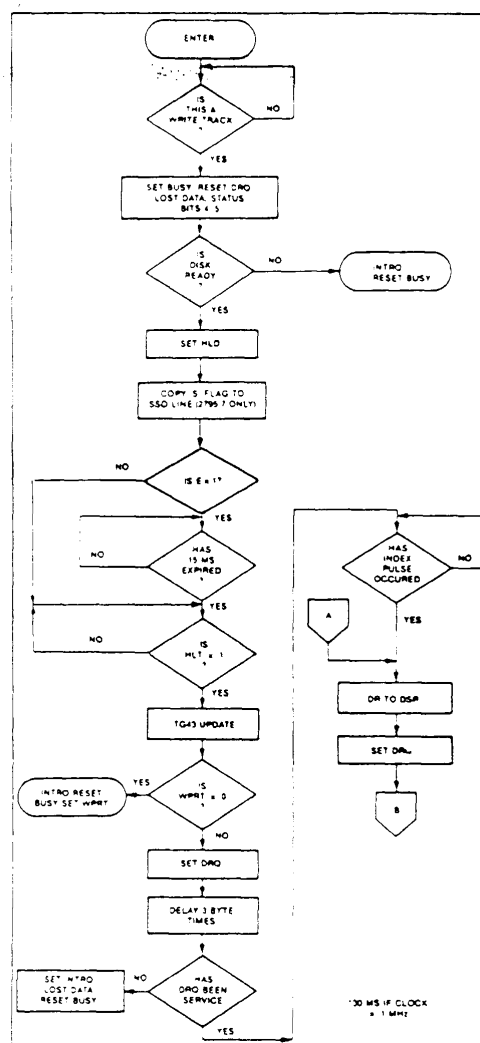 ENTER
IS
THIS A
WRITE TRACK
?
NO
YES
SET BUSY, RESET DRQ
LOST DATA, STATUS
BITS 4, 5
IS
DISK
READY
?
NO
INTRQ
RESET BUSY
YES
SET HLD
COPY 'S' FLAG TO
SSO LINE (2795/7 ONLY)
NO
IS E = 1?
YES
HAS
15 MS
EXPIRED
?
NO
YES
IS
HLT = 1
?
NO
YES
TG43 UPDATE
IS
WPRT = 0
?
YES
INTRQ RESET
BUSY SET WPRT
NO
SET DRQ
DELAY 3 BYTE
TIMES
HAS
DRQ BEEN
SERVICE
NO
SET INTRQ
LOST DATA
RESET BUSY
YES
HAS
INDEX
PULSE
OCCURED
NO
YES
A
DR TO DSR
SET DRQ
B
30 MS IF CLOCK
= 1 MHz